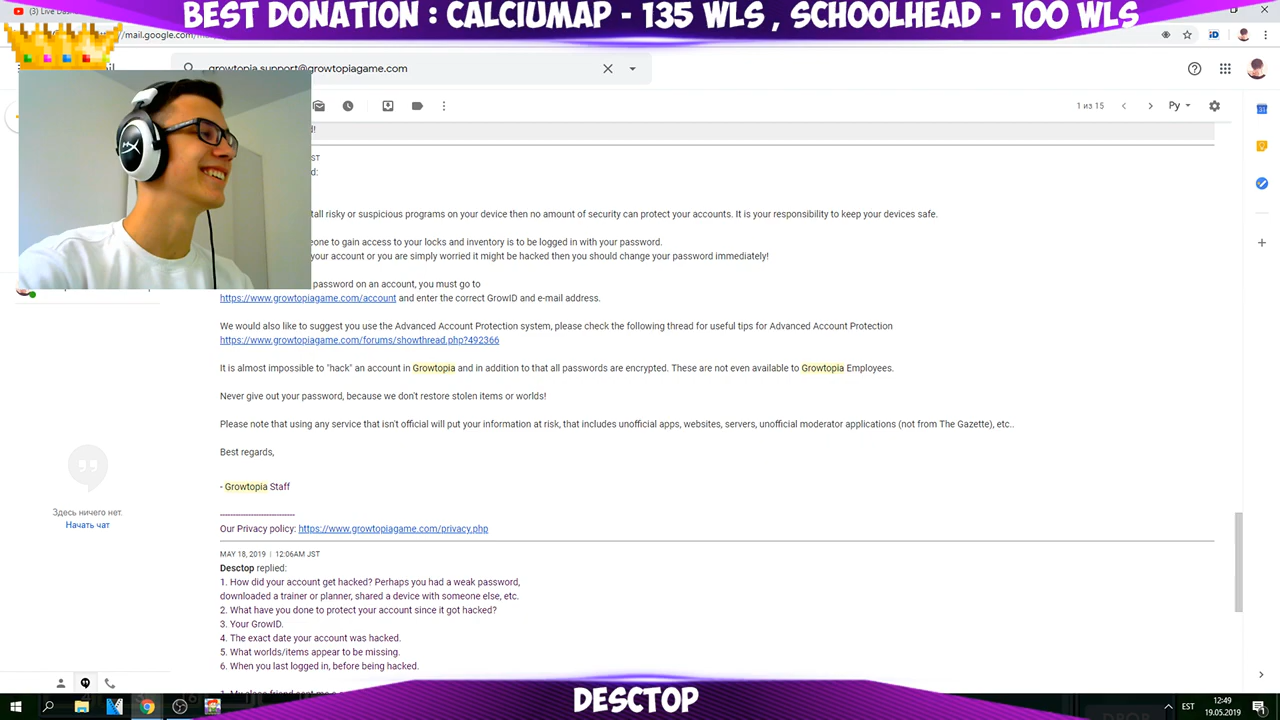 BEST DONATION : CALCIUMAP - 135 WLS , SCHOOLHEAD - 100 WLS
(3) Live Das
//mail.google.com/m
growtopia.support@growtopiagame.com
1 из 15
Ру
d!
ST
d:
tall risky or suspicious programs on your device then no amount of security can protect your accounts. It is your responsibility to keep your devices safe.
eone to gain access to your locks and inventory is to be logged in with your password.
your account or you are simply worried it might be hacked then you should change your password immediately!
password on an account, you must go to
https://www.growtopiagame.com/account and enter the correct GrowID and e-mail address.
We would also like to suggest you use the Advanced Account Protection system, please check the following thread for useful tips for Advanced Account Protection
https://www.growtopiagame.com/forums/showthread.php?492366
It is almost impossible to "hack" an account in Growtopia and in addition to that all passwords are encrypted. These are not even available to Growtopia Employees.
Never give out your password, because we don't restore stolen items or worlds!
Please note that using any service that isn't official will put your information at risk, that includes unofficial apps, websites, servers, unofficial moderator applications (not from The Gazette), etc..
Best regards,
- Growtopia Staff
-------------------------
Our Privacy policy: https://www.growtopiagame.com/privacy.php
MAY 18, 2019 | 12:06AM JST
Desctop replied:
1. How did your account get hacked? Perhaps you had a weak password,
downloaded a trainer or planner, shared a device with someone else, etc.
2. What have you done to protect your account since it got hacked?
3. Your GrowID.
4. The exact date your account was hacked.
5. What worlds/items appear to be missing.
6. When you last logged in, before being hacked.
Здесь ничего нет.
Начать чат
DESCTOP
EST
12:49
19.05.2019